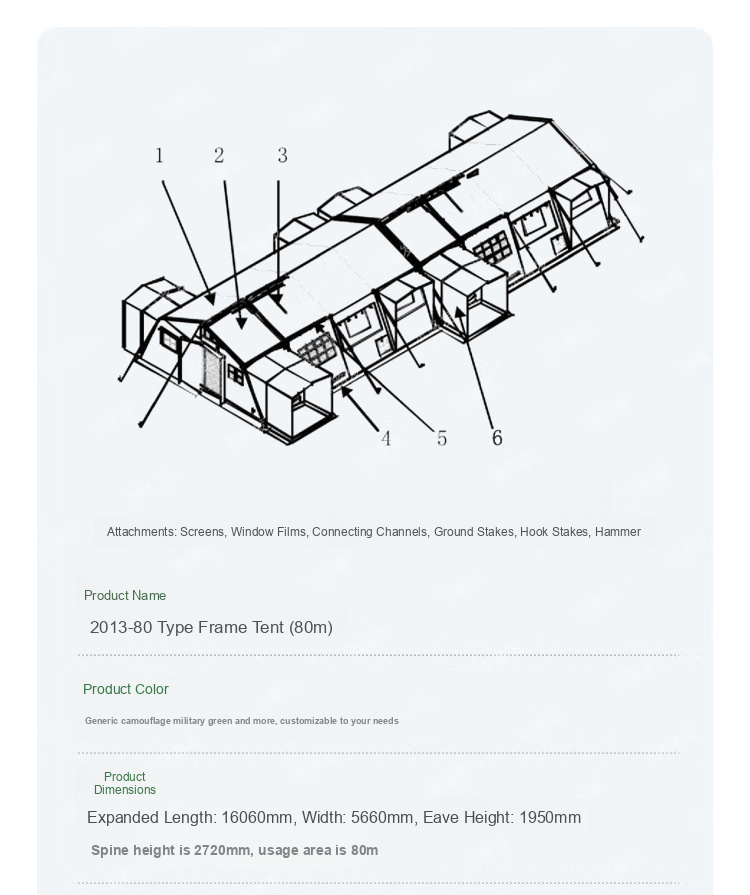 1 2 3
4 5 6
Attachments: Screens, Window Films, Connecting Channels, Ground Stakes, Hook Stakes, Hammer
Product Name
2013-80 Type Frame Tent (80m)
Product Color
Generic camouflage military green and more, customizable to your needs
Product
Dimensions
Expanded Length: 16060mm, Width: 5660mm, Eave Height: 1950mm
Spine height is 2720mm, usage area is 80m